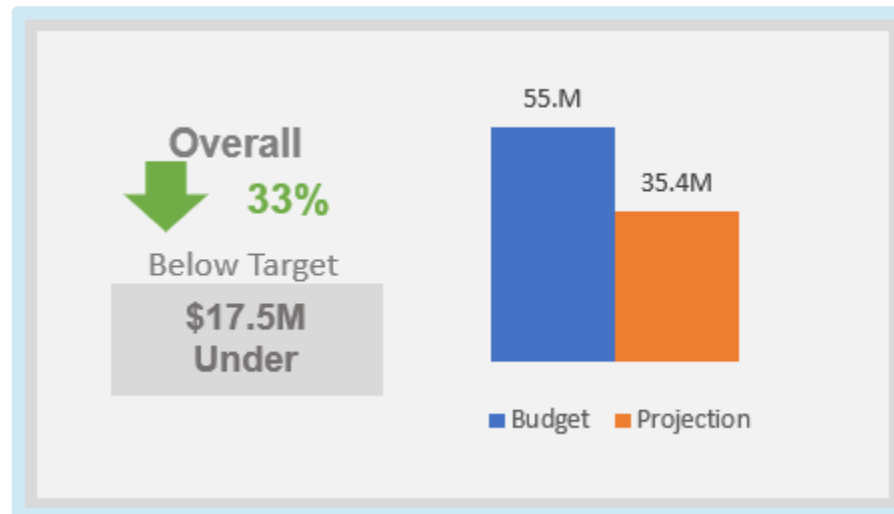 Overall
33%
Below Target
$17.5M
Under
55.M
35.4M
Budget
Projection